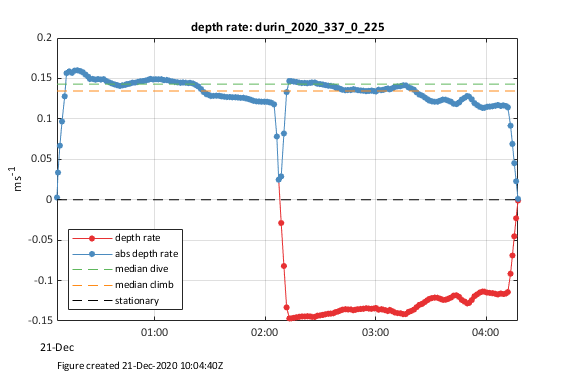 depth rate: durin_2020_337_0_225
0.2
0.15
0.1
0.05
0
-0.05
-0.1
-0.15
ms-1
depth rate
abs depth rate
median dive
median climb
stationary
01:00 02:00 03:00 04:00
21-Dec
Figure created 21-Dec-2020 10:04:40Z